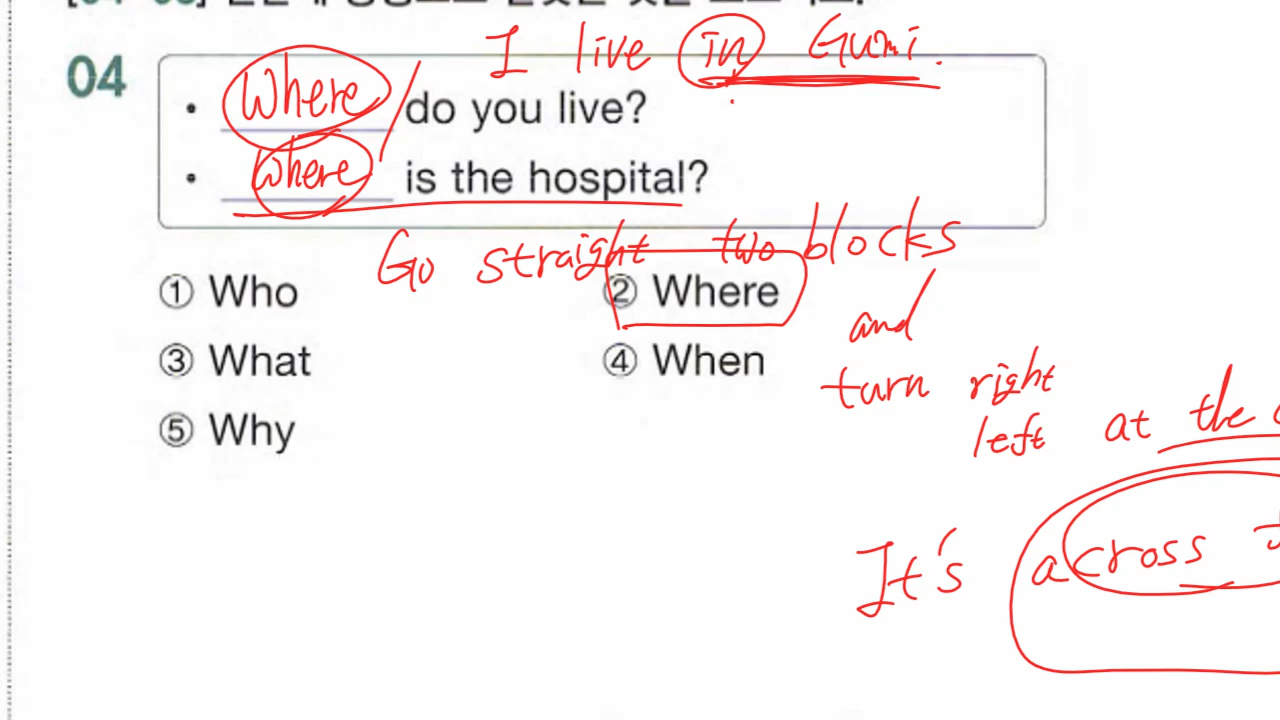 I live in Gumi.
04
• Where do you live?
• where is the hospital?
Go straight two blocks
① Who ② Where
and
③ What ④ When
turn right
left at the
⑤ Why
It's across